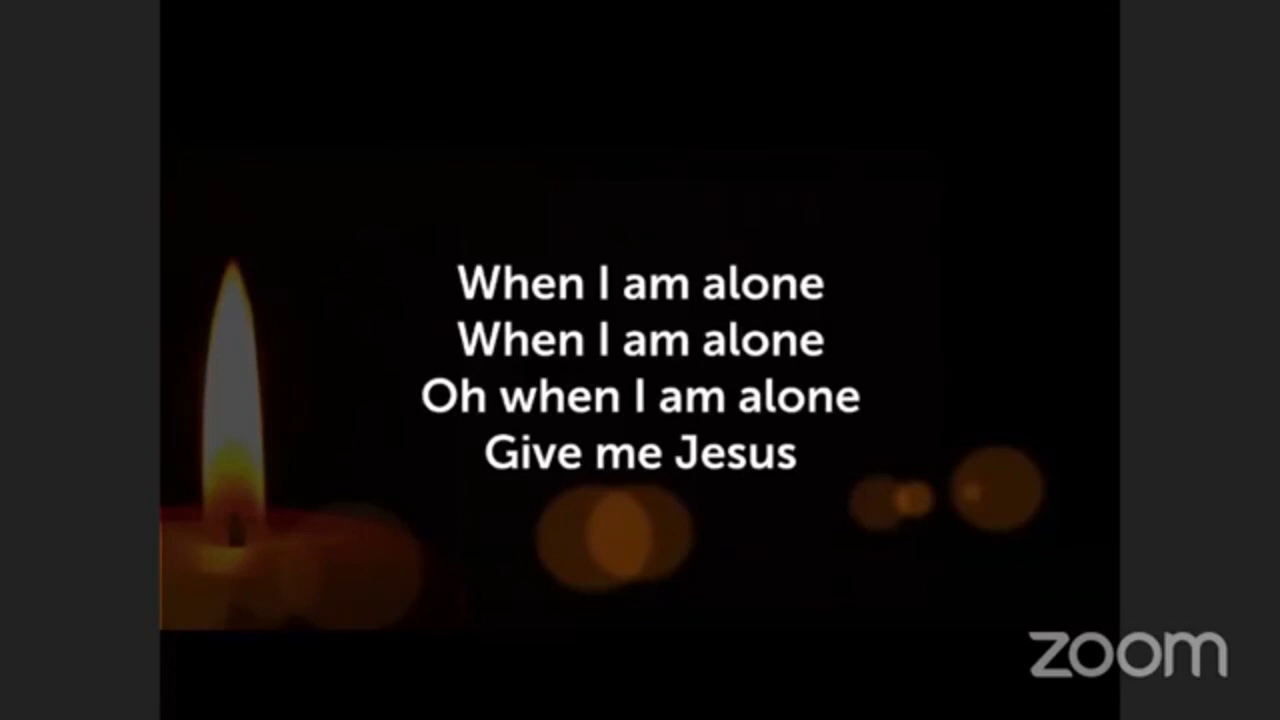 When I am alone
When I am alone
Oh when I am alone
Give me Jesus
zoom